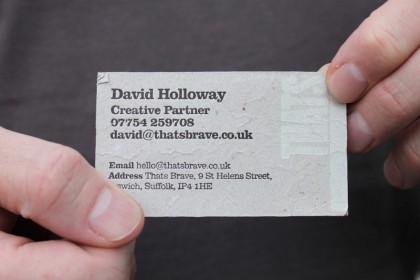 David Holloway
Creative Partner
07754 259708
david@thatsbrave.co.uk
Email hello@thatsbrave.co.uk
Address Thats Brave, 9 St Helens Street,
Suffolk, IP4 1HE